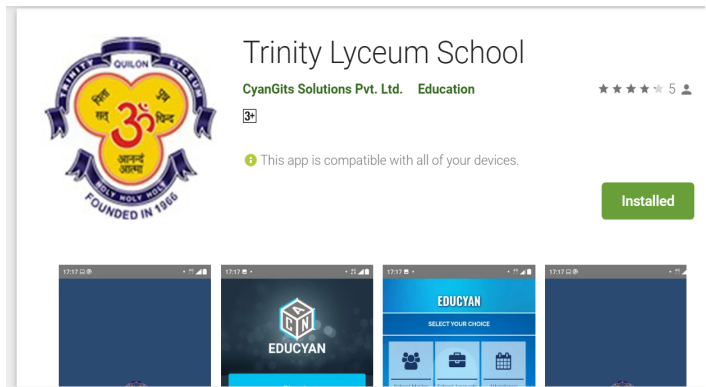 TRINITY QUILON LYCEUM
पिता
सत्
ॐ
प्रिय
चिन्द
आनन्दं
आत्मा
HOLY HOLY HOLY
FOUNDED IN 1966
Trinity Lyceum School
CyanGits Solutions Pvt. Ltd. Education
5
3+
This app is compatible with all of your devices.
Installed
17:17
17:17
17:17
17:17
CAN
EDUCYAN
EDUCYAN
SELECT YOUR CHOICE